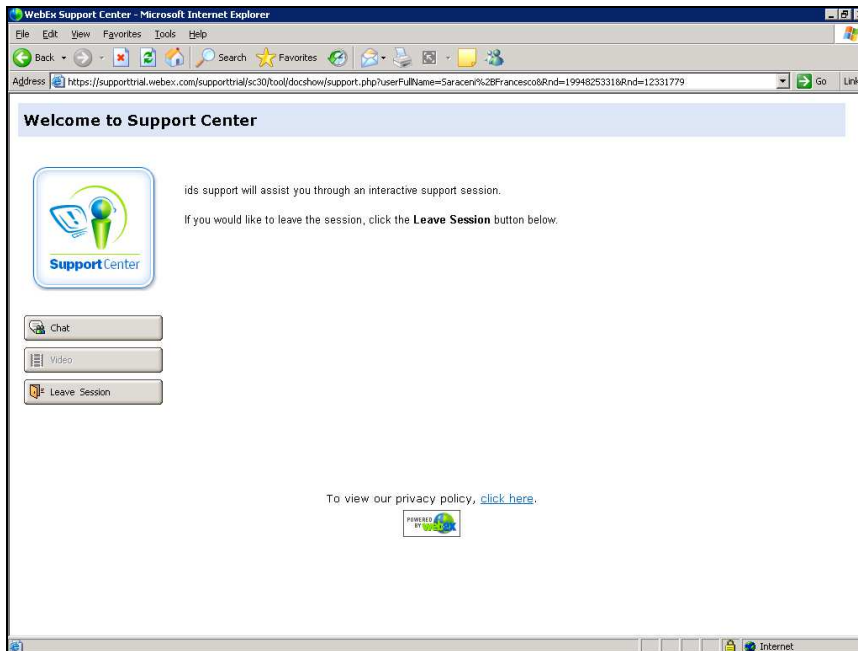 WebEx Support Center - Microsoft Internet Explorer
File Edit View Favorites Tools Help
Back Search Favorites
Address https://supporttrial.webex.com/supporttrial/sc30/tool/docshow/support.php?userFullName=Saraceni%2BFrancesco&Rnd=1994825331&Rnd=12331779 Go Link
Welcome to Support Center
ids support will assist you through an interactive support session.
If you would like to leave the session, click the Leave Session button below.
SupportCenter
Chat
Video
Leave Session
To view our privacy policy, click here.
POWERED
BY webex
Internet